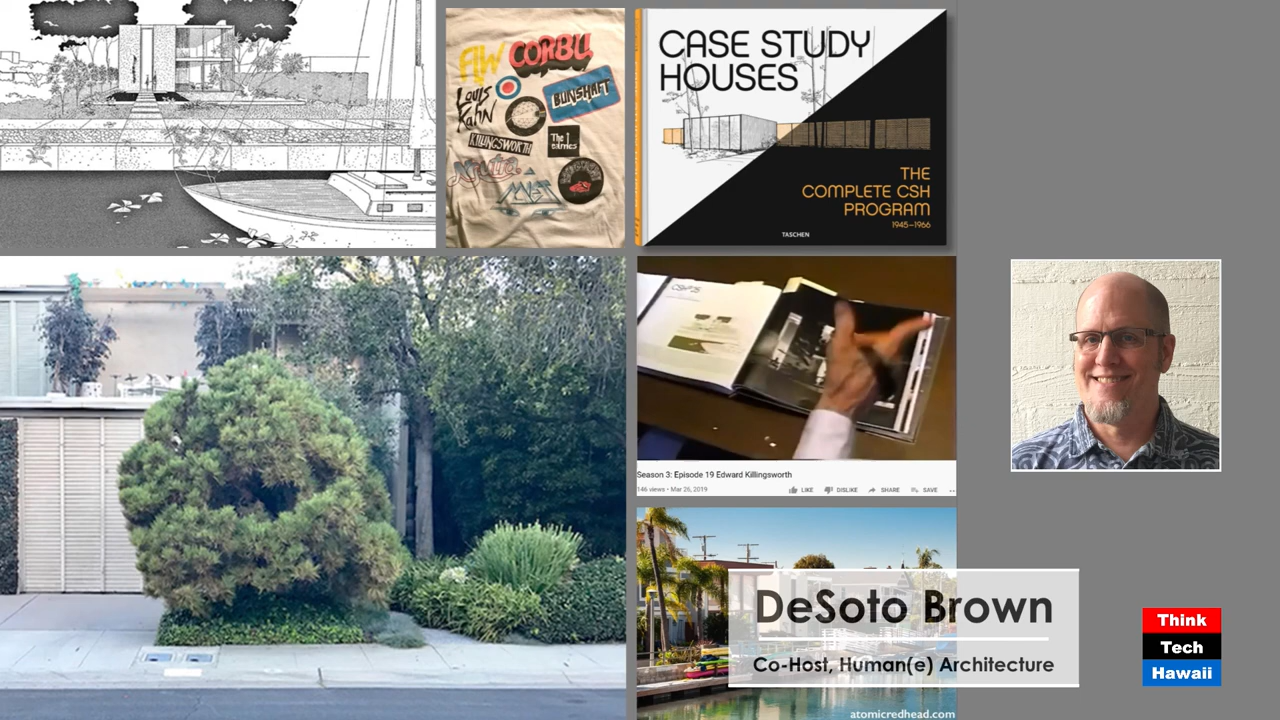 FLW CORBU
Louis
Kahn
BUNSHAFT
KILLINGSWORTH
The
earries
CASE STUDY
HOUSES
THE
COMPLETE CSH
PROGRAM
1945–1966
TASCHEN
CSH'S
Season 3: Episode 19 Edward Killingsworth
146 views • Mar 26, 2019
LIKE DISLIKE SHARE SAVE ...
DeSoto Brown
Co-Host, Human(e) Architecture
Think
Tech
Hawaii
atomicredhead.com